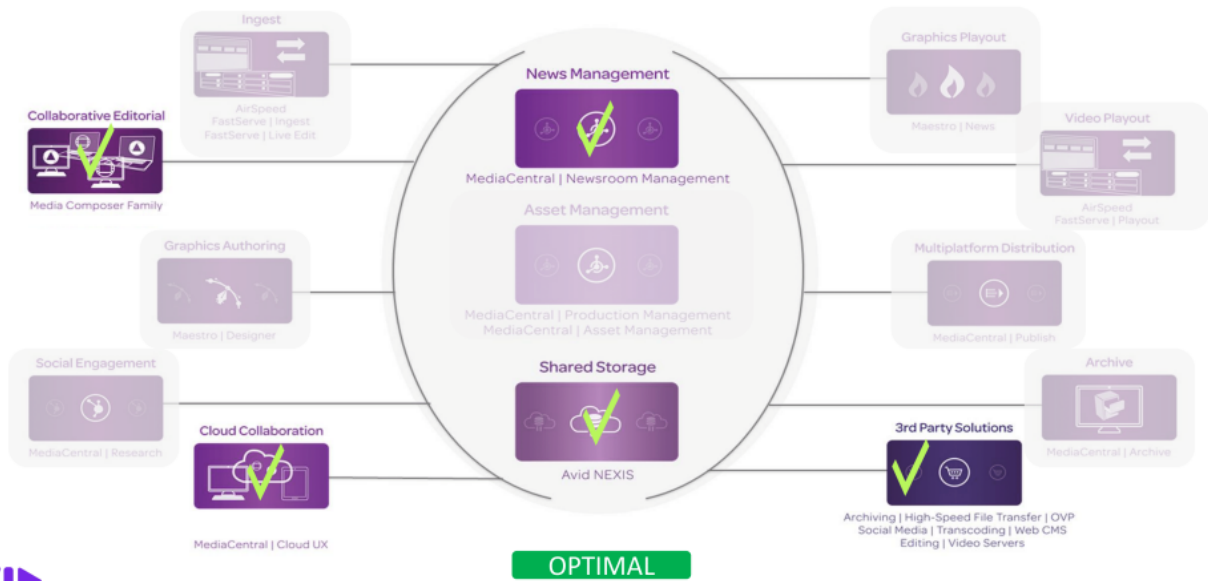 Ingest
AirSpeed
FastServe | Ingest
FastServe | Live Edit
Collaborative Editorial
Media Composer Family
Graphics Authoring
Maestro | Designer
Social Engagement
MediaCentral | Research
Cloud Collaboration
MediaCentral | Cloud UX
News Management
MediaCentral | Newsroom Management
Asset Management
MediaCentral | Production Management
MediaCentral | Asset Management
Shared Storage
Avid NEXIS
Graphics Playout
Maestro | News
Video Playout
AirSpeed
FastServe | Playout
Multiplatform Distribution
MediaCentral | Publish
Archive
MediaCentral | Archive
3rd Party Solutions
Archiving | High-Speed File Transfer | OVP
Social Media | Transcoding | Web CMS
Editing | Video Servers
OPTIMAL